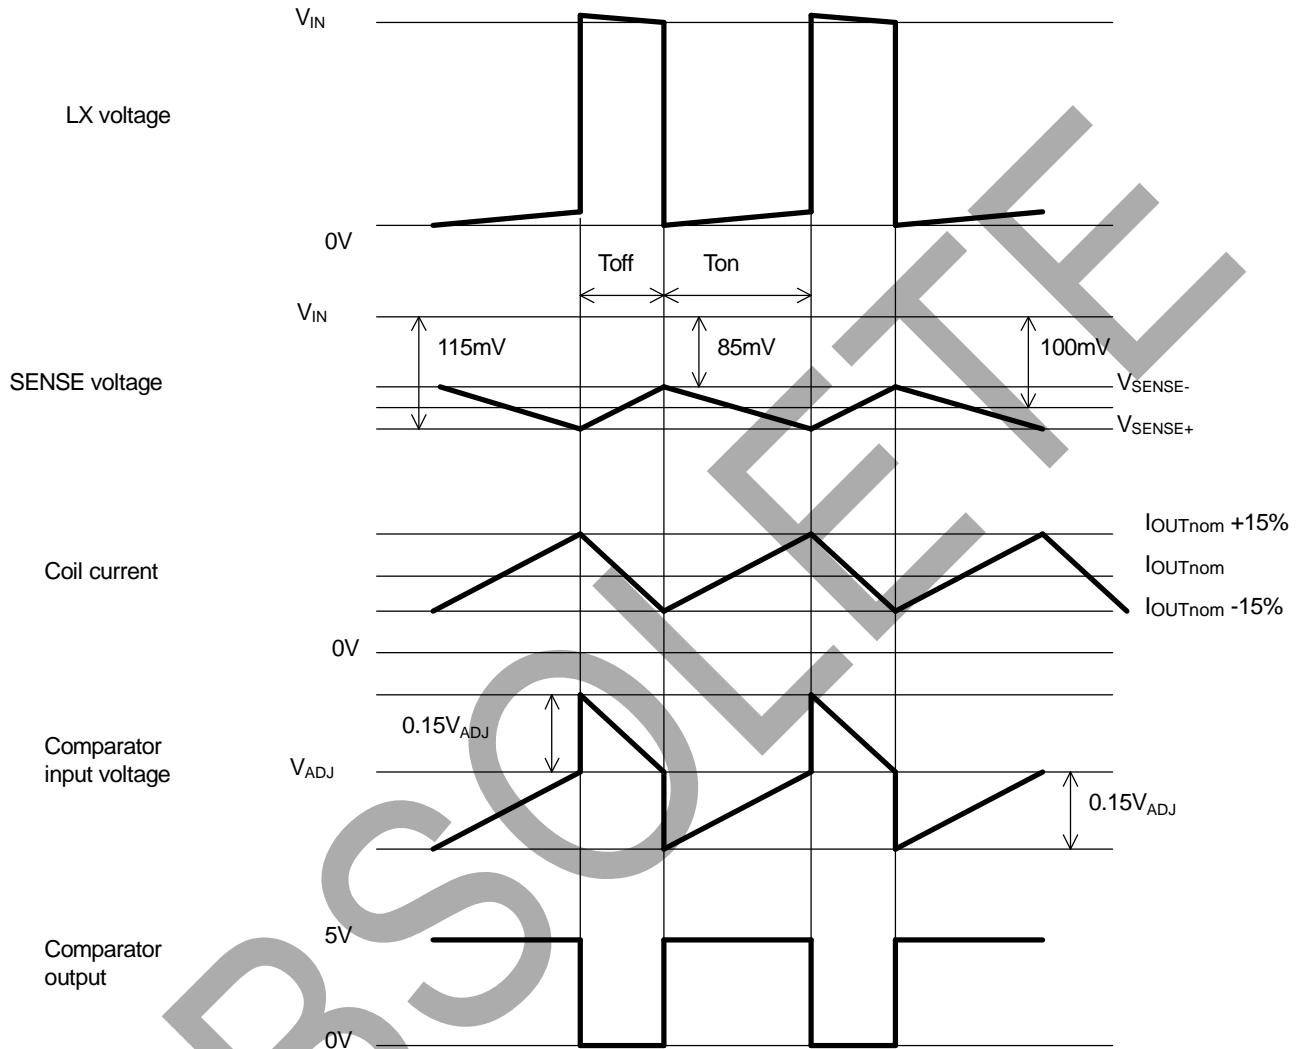 VIN
LX voltage
0V
Toff
Ton
VIN
115mV
85mV
100mV
SENSE voltage
VSENSE-
VSENSE+
IOUTnom +15%
Coil current
IOUTnom
IOUTnom -15%
0V
0.15VADJ
Comparator
input voltage
VADJ
0.15VADJ
5V
Comparator
output
0V
OBSOLETE